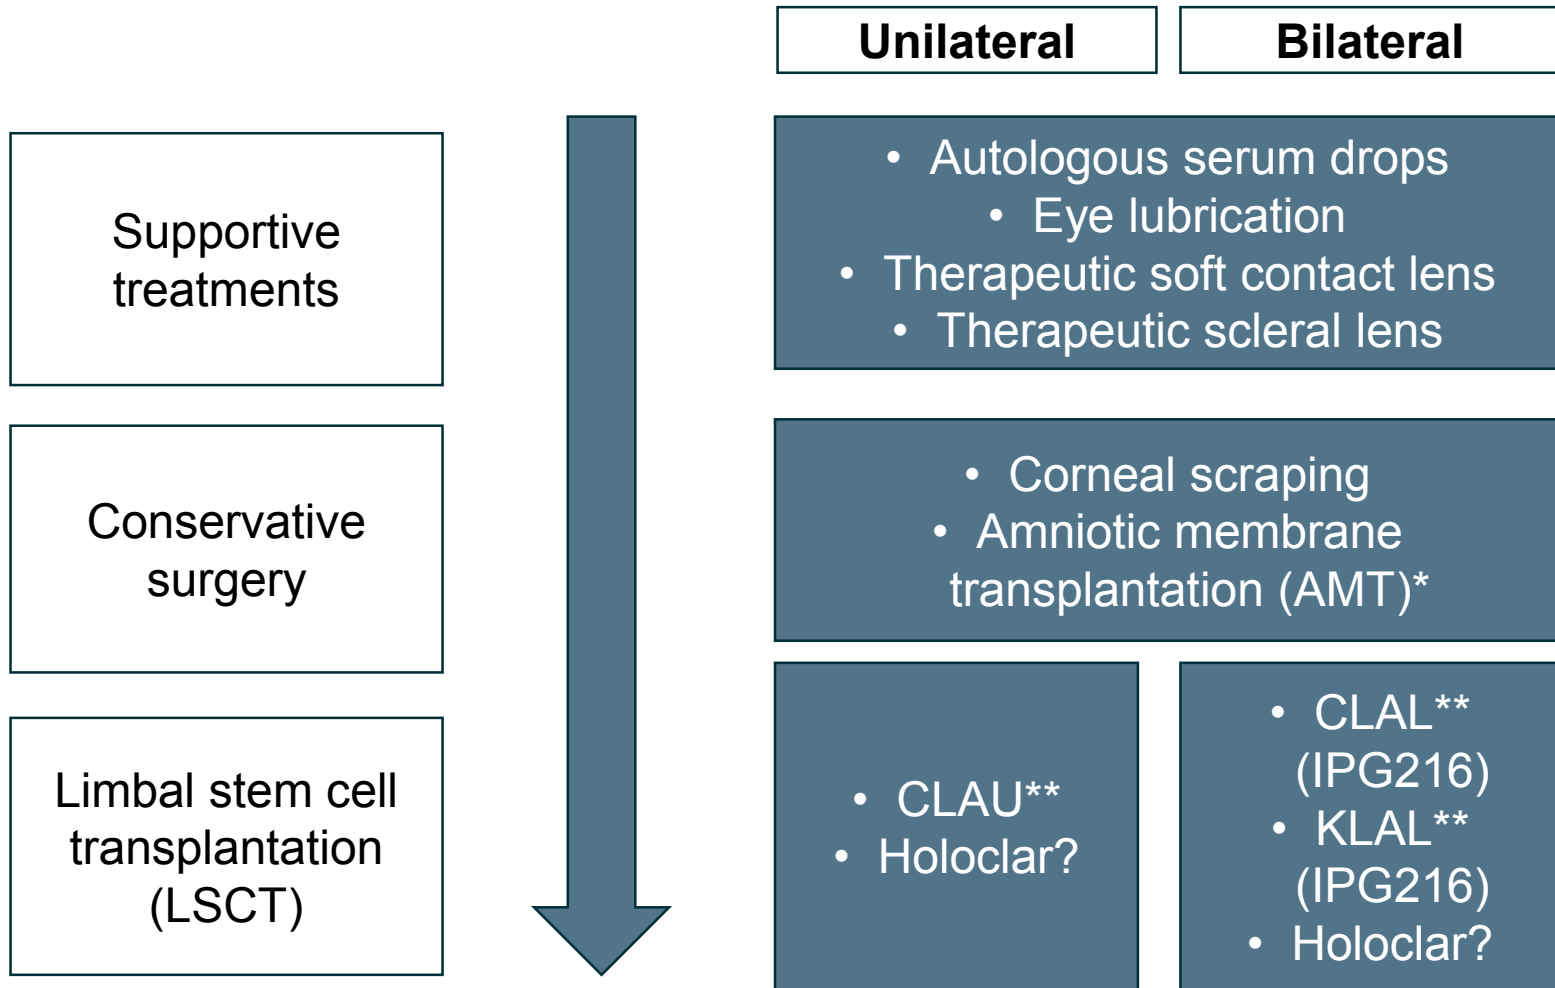 Unilateral
Bilateral
Supportive
treatments
• Autologous serum drops
• Eye lubrication
• Therapeutic soft contact lens
• Therapeutic scleral lens
Conservative
surgery
• Corneal scraping
• Amniotic membrane
transplantation (AMT)*
Limbal stem cell
transplantation
(LSCT)
• CLAU**
• Holoclar?
• CLAL**
(IPG216)
• KLAL**
(IPG216)
• Holoclar?